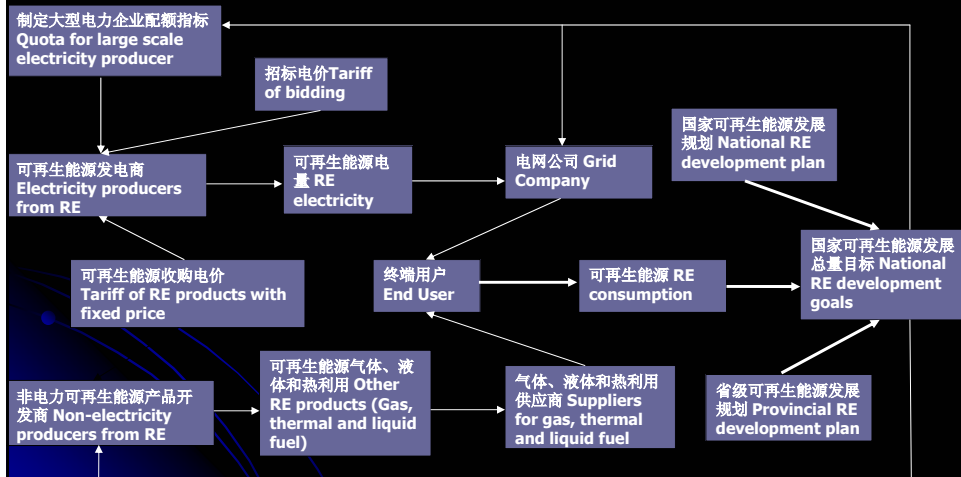 制定大型电力企业配额指标
Quota for large scale
electricity producer
招标电价Tariff
of bidding
国家可再生能源发展
规划 National RE
development plan
可再生能源发电商
Electricity producers
from RE
可再生能源电
量 RE
electricity
电网公司 Grid
Company
国家可再生能源发展
总量目标 National
RE development
goals
可再生能源收购电价
Tariff of RE products with
fixed price
终端用户
End User
可再生能源 RE
consumption
非电力可再生能源产品开
发商 Non-electricity
producers from RE
可再生能源气体、液
体和热利用 Other
RE products (Gas,
thermal and liquid
fuel)
气体、液体和热利用
供应商 Suppliers
for gas, thermal
and liquid fuel
省级可再生能源发展
规划 Provincial RE
development plan